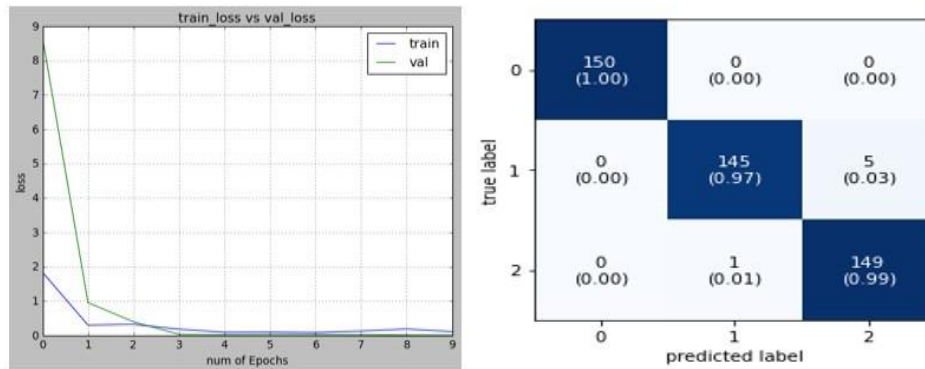 train_loss vs val_loss
train
val
9
8
7
6
5
4
3
2
1
0
loss
0 1 2 3 4 5 6 7 8 9
num of Epochs
true label
0
150 0 0
(1.00) (0.00) (0.00)
1
0 145 5
(0.00) (0.97) (0.03)
2
0 1 149
(0.00) (0.01) (0.99)
0 1 2
predicted label